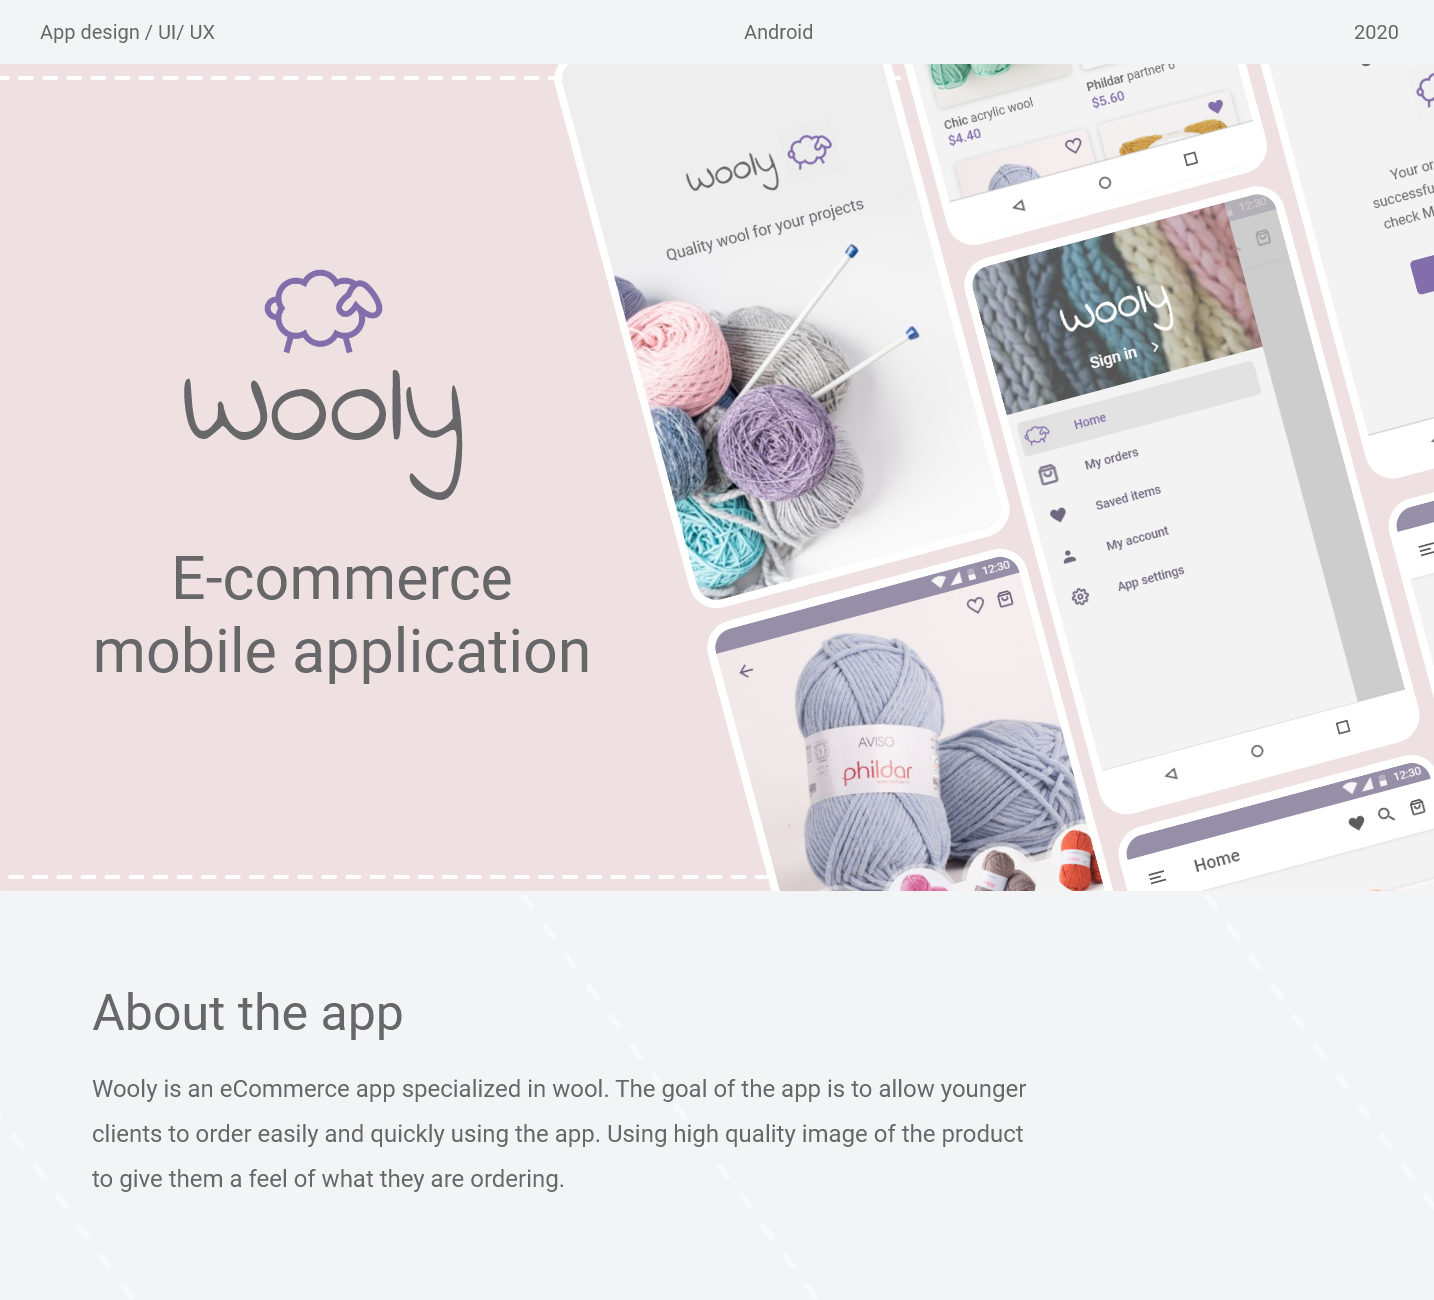 App design / UI/ UX
Android
2020
wooly
E-commerce
mobile application
wooly
Quality wool for your projects
Chic acrylic wool
$4.40
Phildar partner 6
$5.60
Your or
successfu
check M
12:30
wooly
Sign in
Home
My orders
Saved items
My account
App settings
12:30
AVISO
phildar
12:30
Home
About the app
Wooly is an eCommerce app specialized in wool. The goal of the app is to allow younger
clients to order easily and quickly using the app. Using high quality image of the product
to give them a feel of what they are ordering.